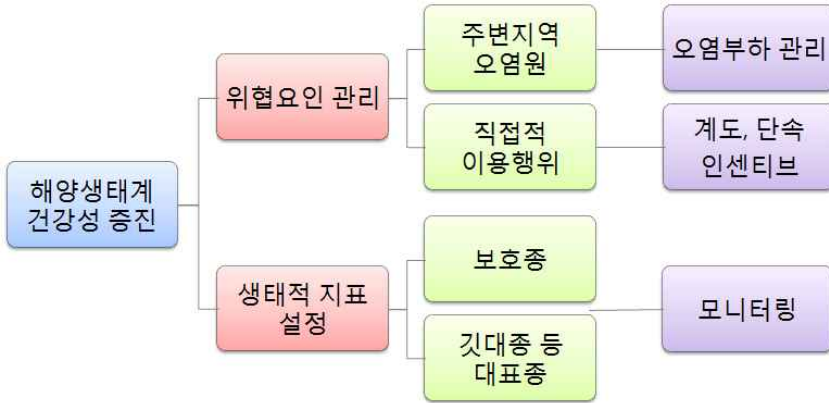 해양생태계
건강성 증진
위협요인 관리
주변지역
오염원
오염부하 관리
직접적
이용행위
계도, 단속
인센티브
생태적 지표
설정
보호종
깃대종 등
대표종
모니터링